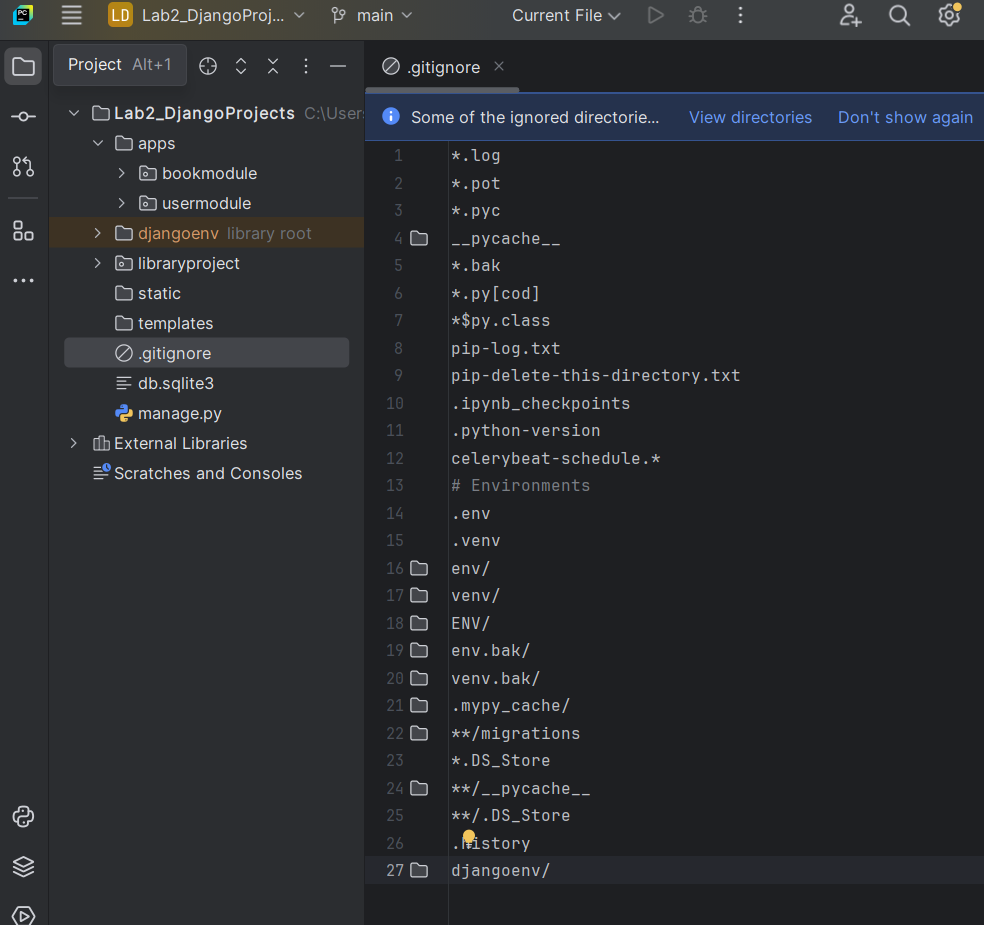 PC
LD Lab2_DjangoProj... main Current File
Project Alt+1
.gitignore
Lab2_DjangoProjects C:\User
apps
bookmodule
usermodule
djangoenv library root
libraryproject
static
templates
.gitignore
db.sqlite3
manage.py
External Libraries
Scratches and Consoles
Some of the ignored directorie... View directories Don't show again
1 *.log
2 *.pot
3 *.pyc
4 __pycache__
5 *.bak
6 *.py[cod]
7 *$py.class
8 pip-log.txt
9 pip-delete-this-directory.txt
10 .ipynb_checkpoints
11 .python-version
12 celerybeat-schedule.*
13 # Environments
14 .env
15 .venv
16 env/
17 venv/
18 ENV/
19 env.bak/
20 venv.bak/
21 .mypy_cache/
22 **/migrations
23 *.DS_Store
24 **/__pycache__
25 **/.DS_Store
26 .history
27 djangoenv/